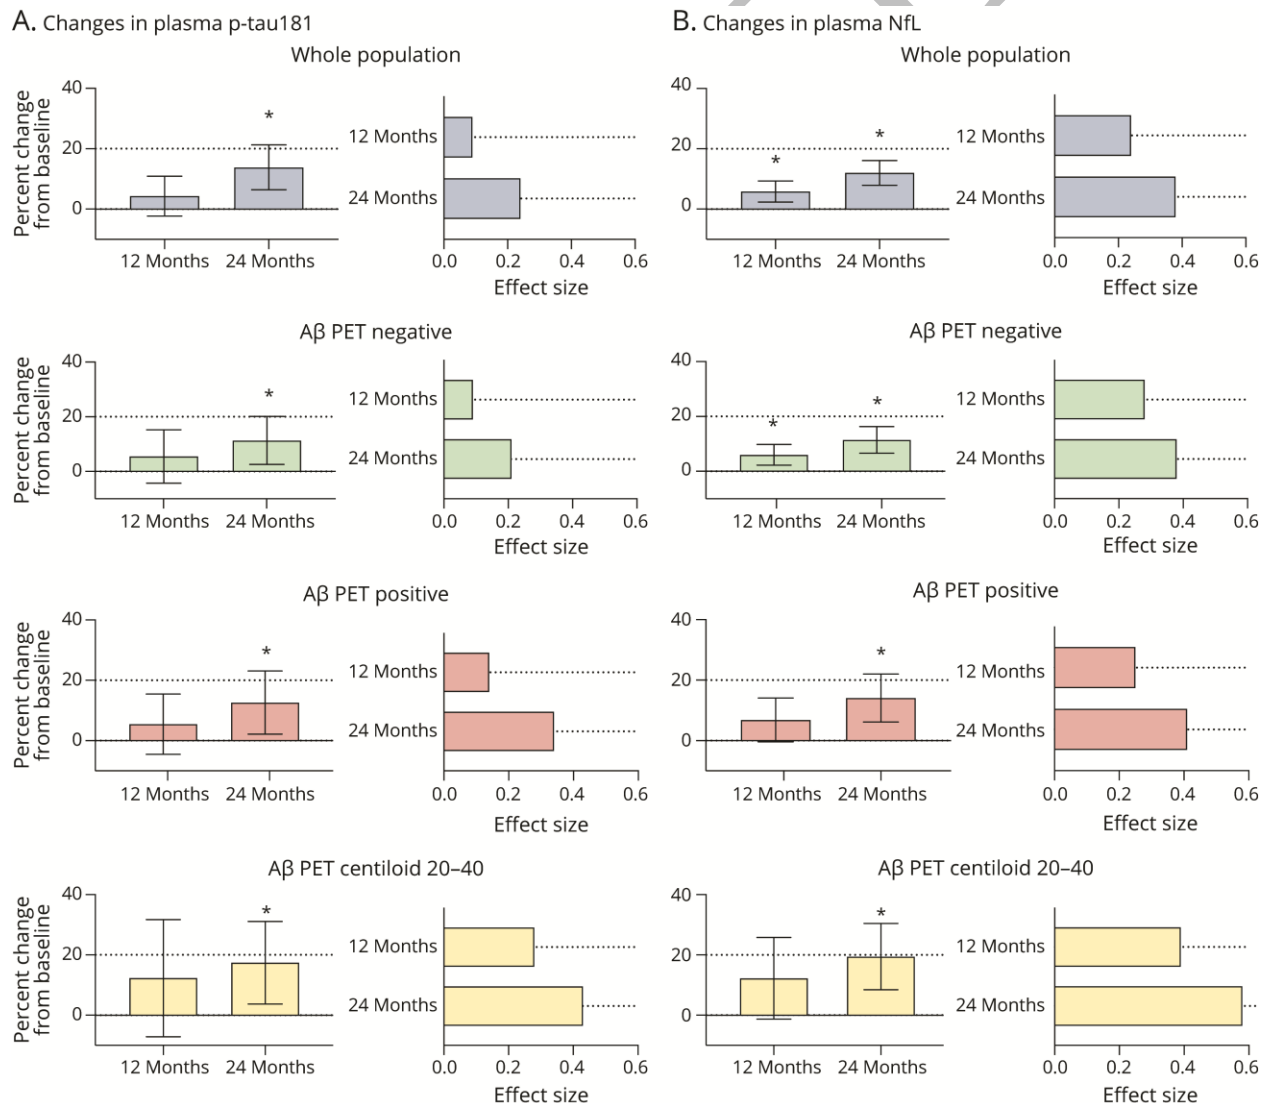 A. Changes in plasma p-tau181
Whole population
Percent change
from baseline
40
20
0
*
12 Months 24 Months
12 Months
24 Months
0.0 0.2 0.4 0.6
Effect size
Aβ PET negative
Percent change
from baseline
40
20
0
*
12 Months 24 Months
12 Months
24 Months
0.0 0.2 0.4 0.6
Effect size
Aβ PET positive
Percent change
from baseline
40
20
0
*
12 Months 24 Months
12 Months
24 Months
0.0 0.2 0.4 0.6
Effect size
Aβ PET centiloid 20–40
Percent change
from baseline
40
20
0
*
12 Months 24 Months
12 Months
24 Months
0.0 0.2 0.4 0.6
Effect size
B. Changes in plasma NfL
Whole population
40
20
0
* *
12 Months 24 Months
12 Months
24 Months
0.0 0.2 0.4 0.6
Effect size
Aβ PET negative
40
20
0
* *
12 Months 24 Months
12 Months
24 Months
0.0 0.2 0.4 0.6
Effect size
Aβ PET positive
40
20
0
*
12 Months 24 Months
12 Months
24 Months
0.0 0.2 0.4 0.6
Effect size
Aβ PET centiloid 20–40
40
20
0
*
12 Months 24 Months
12 Months
24 Months
0.0 0.2 0.4 0.6
Effect size